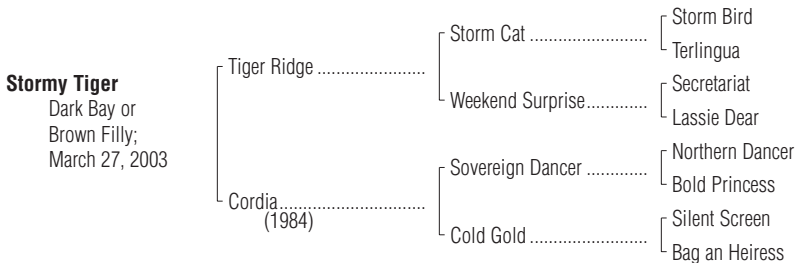 Stormy Tiger
Dark Bay or
Brown Filly;
March 27, 2003
Tiger Ridge .......................
Cordia...............................
(1984)
Storm Cat .........................
Weekend Surprise.............
Sovereign Dancer .............
Cold Gold .........................
Storm Bird
Terlingua
Secretariat
Lassie Dear
Northern Dancer
Bold Princess
Silent Screen
Bag an Heiress